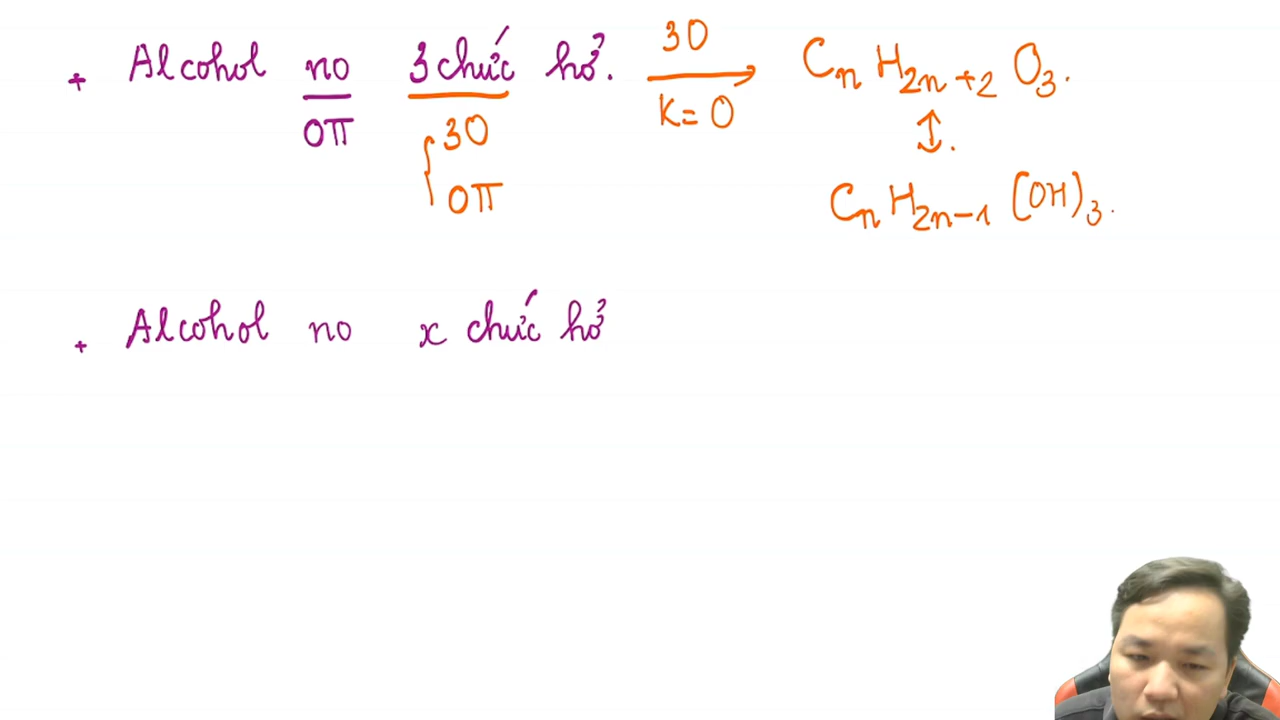 + Alcohol no 3 chức hở. 3O / K=0 → CnH2n+2O3.
0π { 3O 0π ↕.
CnH2n-1(OH)3.
+ Alcohol no x chức hở